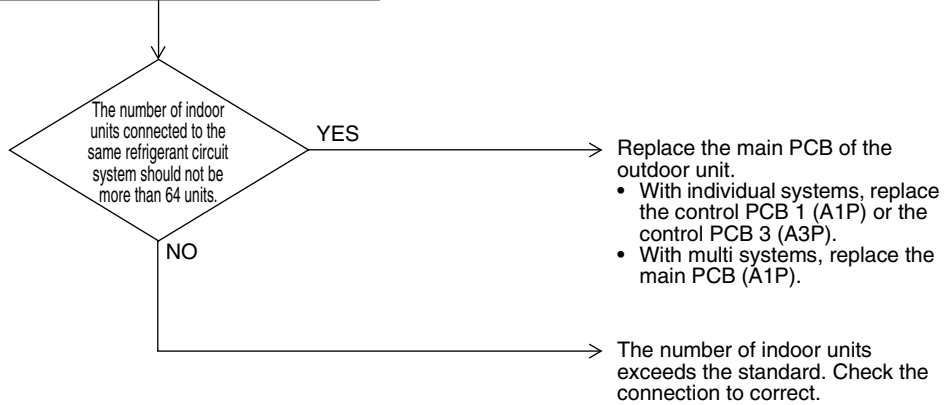 The number of indoor
units connected to the
same refrigerant circuit
system should not be
more than 64 units.
YES
Replace the main PCB of the
outdoor unit.
• With individual systems, replace
the control PCB 1 (A1P) or the
control PCB 3 (A3P).
• With multi systems, replace the
main PCB (A1P).
NO
The number of indoor units
exceeds the standard. Check the
connection to correct.